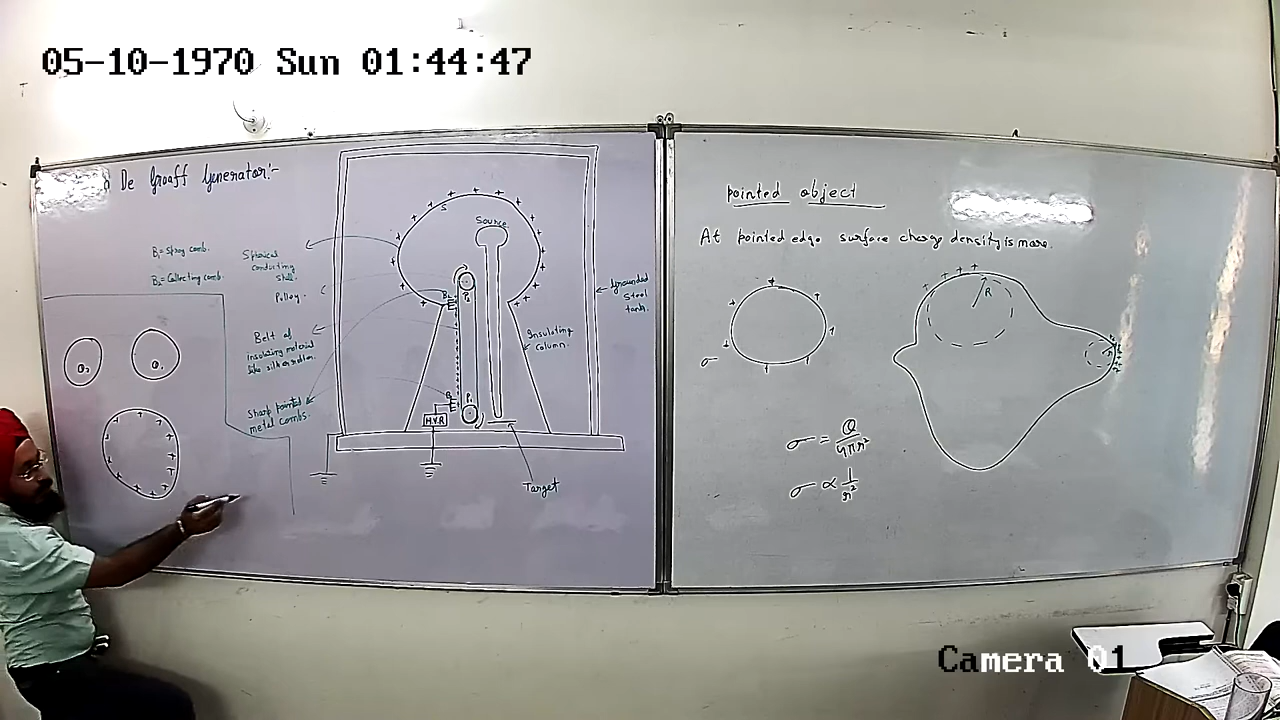 05-10-1970 Sun 01:44:47
De Graaff Generator:-
B₁= Spray comb.
B₂= Collecting comb.
Spherical
conducting
shell.
Pulley.
Belt of
insulating material
like silk or rubber.
Sharp pointed
metal combs.
Source
Insulating
column.
Grounded
Steel
tank.
H.V.R
Target
pointed object
At pointed edge surface charge density is more.
R
σ
σ = Q/4πr²
σ ∝ 1/r²
Camera 01